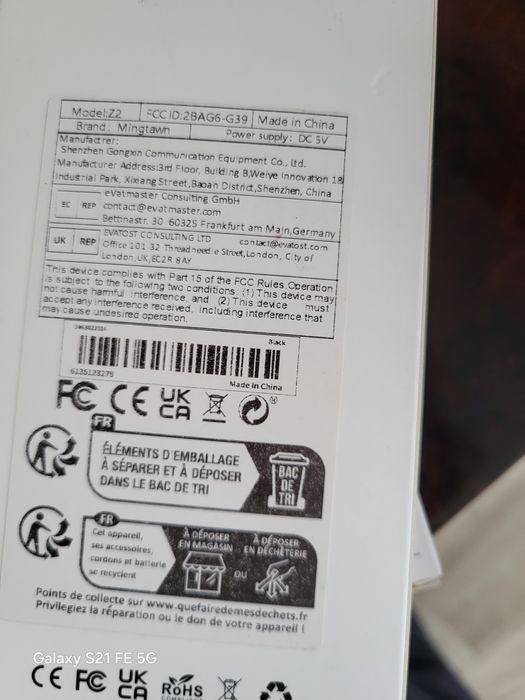 Model:Z2 FCC ID:2BAG6-G39 Made in China
Brand: Mingtawn Power supply: DC 5V
Manufactrer:
Shenzhen Gongxin Communication Equipment Co., ltd.
Manufacturer Address:3rd Floor, Building B,Weiye Innovation 18
Industrial Park, Xixiang Street,Baoan District,Shenzhen, China
EC REP eVatmaster Consulting GmbH
contact@evatmaster.com
Bettinastr. 30 60325 Frankfurt am Main,Germany
UK REP EVATOST CONSULTING LTD contact@evatost.com
Office 101 32 Threadneedle Street,London, City of
London,UK,EC2R 8AY
This device complies with Part 15 of the FCC Rules.Operation
is subject to the following two conditions: (1) This device may
not cause harmful interference, and (2) This device must
accept any interference received, including interference that
may cause undesired operation.
Black
6135123279 Made in China
FC CE UK CA
FR
ÉLÉMENTS D'EMBALLAGE
À SÉPARER ET À DÉPOSER
DANS LE BAC DE TRI
BAC
DE
TRI
FR
Cet appareil,
ses accessoires,
cordons et batterie
se recyclent
À DÉPOSER
EN MAGASIN
OU
À DÉPOSER
EN DÉCHÈTERIE
Points de collecte sur www.quefairedemesdechets.fr
Privilégiez la réparation ou le don de votre appareil !
Galaxy S21 FE 5G
CE FC UK CA RoHS